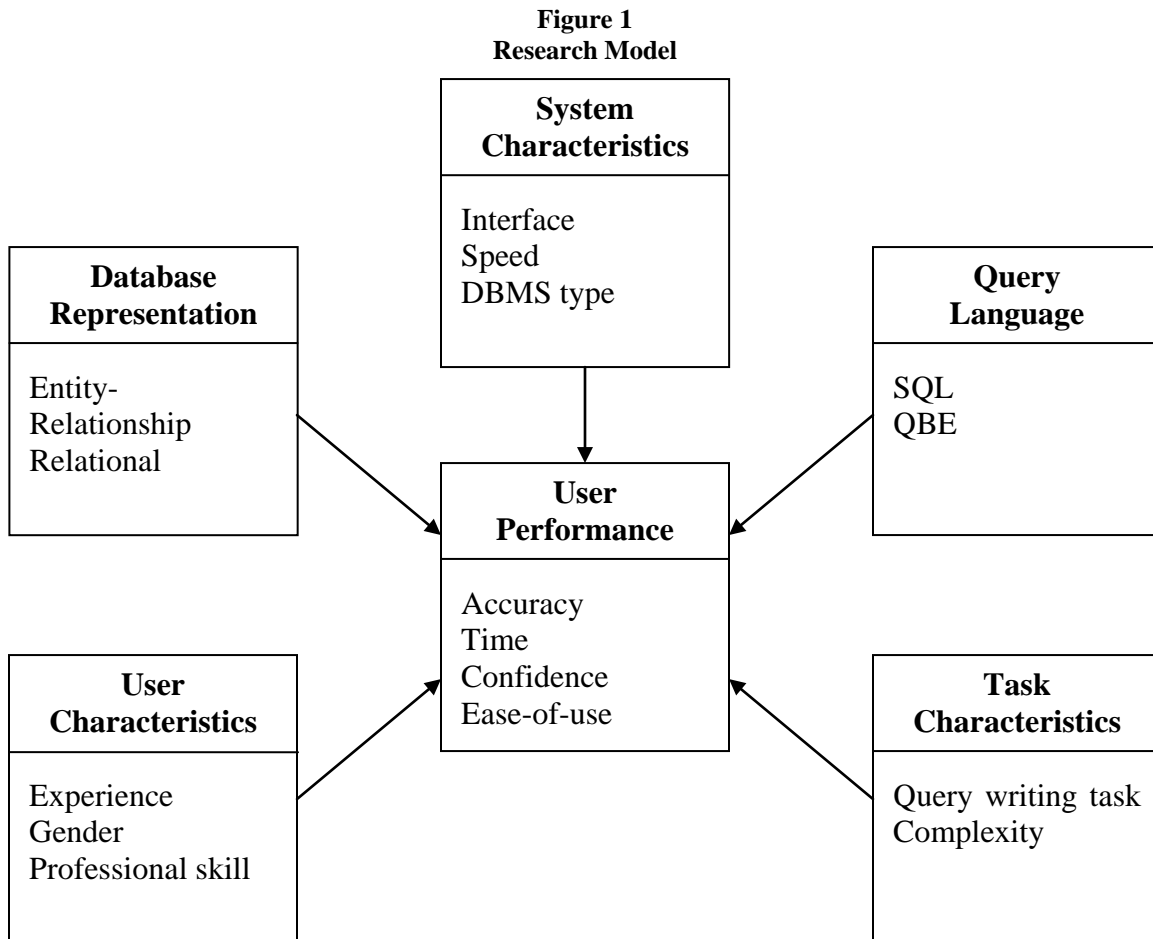 Figure 1
Research Model
System
Characteristics
Interface
Speed
DBMS type
Database
Representation
Entity-
Relationship
Relational
Query
Language
SQL
QBE
User
Performance
Accuracy
Time
Confidence
Ease-of-use
User
Characteristics
Experience
Gender
Professional skill
Task
Characteristics
Query writing task
Complexity